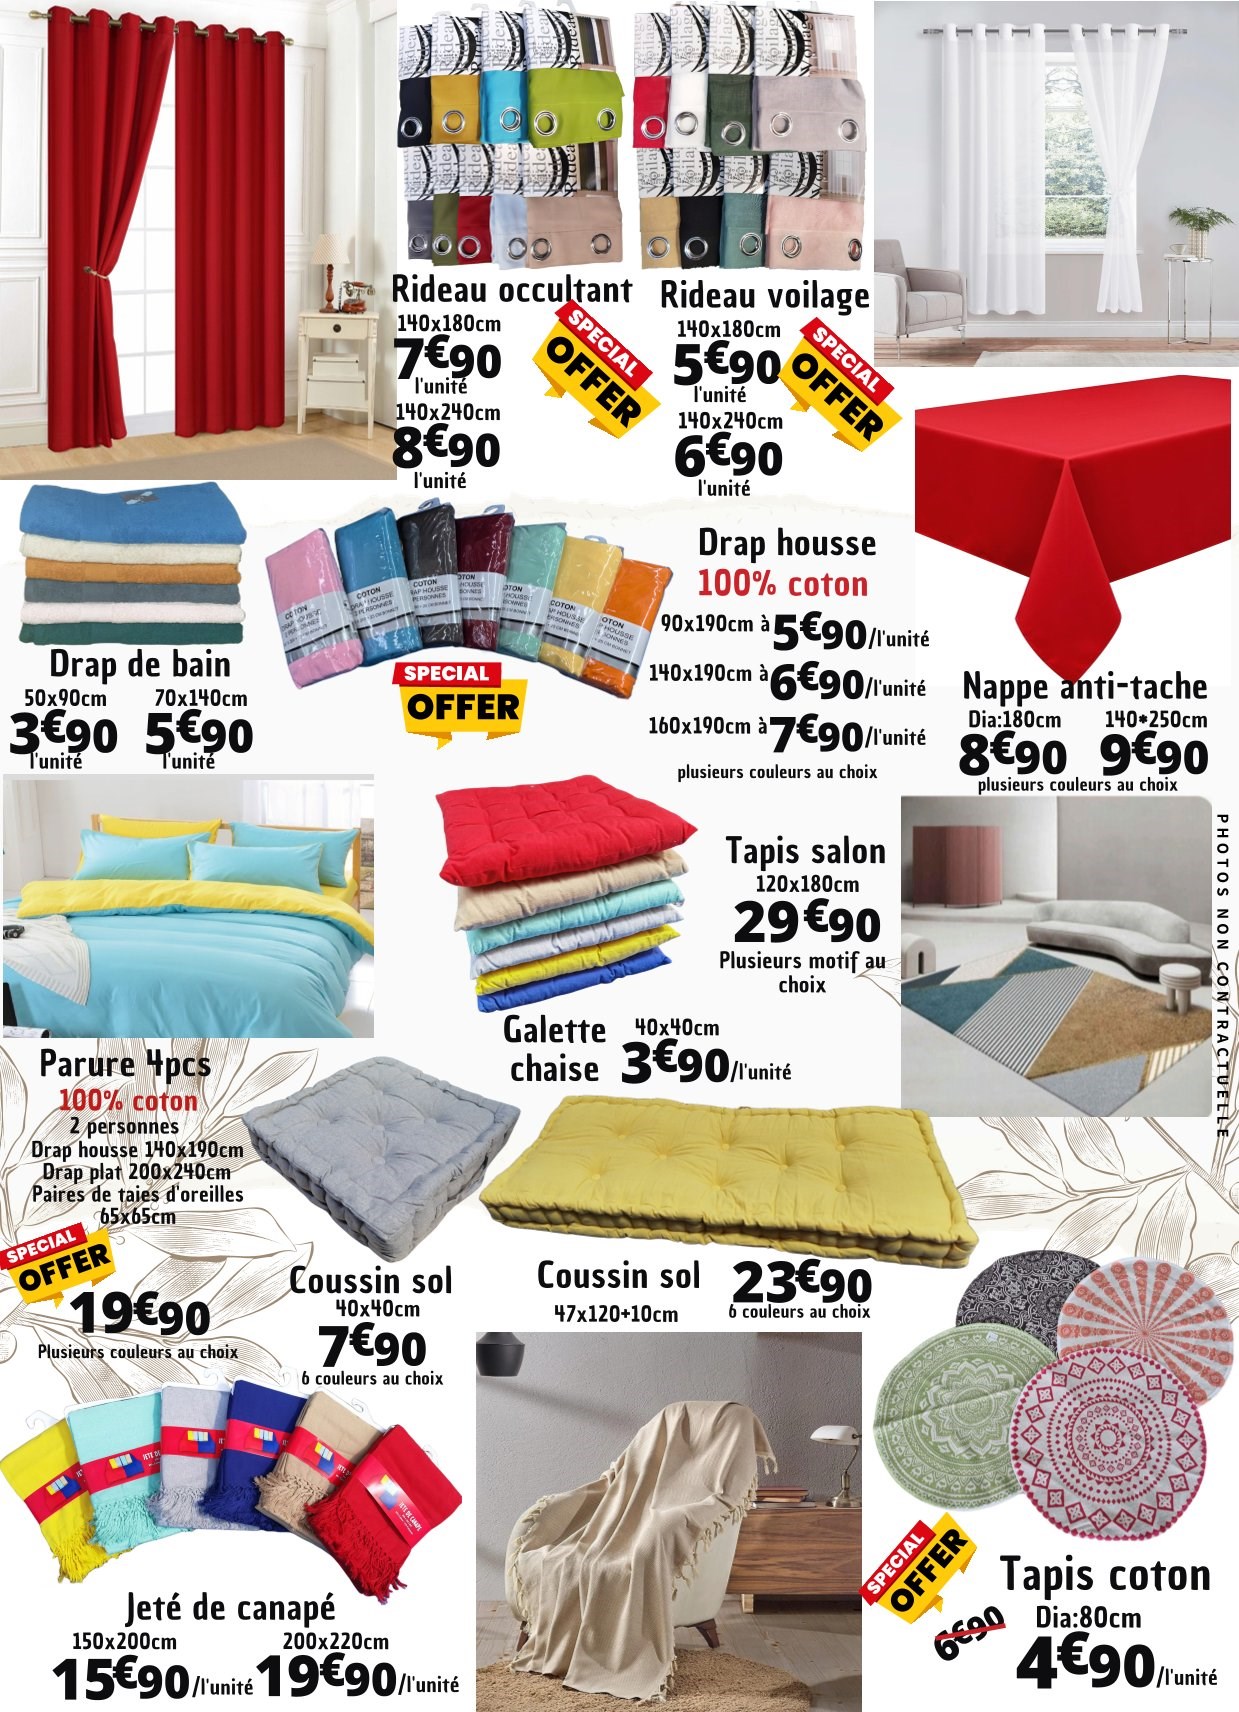 Rideau occultant
140x180cm
7€90
l'unité
140x240cm
8€90
l'unité
SPECIAL
OFFER
Rideau voilage
140x180cm
5€90
l'unité
140x240cm
6€90
l'unité
SPECIAL
OFFER
Drap de bain
50x90cm 70x140cm
3€90 5€90
l'unité l'unité
SPECIAL
OFFER
Drap housse
100% coton
90x190cm à 5€90/l'unité
140x190cm à 6€90/l'unité
160x190cm à 7€90/l'unité
plusieurs couleurs au choix
Nappe anti-tache
Dia:180cm 140*250cm
8€90 9€90
plusieurs couleurs au choix
PHOTOS NON CONTRACTUELLE
Tapis salon
120x180cm
29€90
Plusieurs motif au
choix
Galette 40x40cm
chaise 3€90/l'unité
Parure 4pcs
100% coton
2 personnes
Drap housse 140x190cm
Drap plat 200x240cm
Paires de taies d'oreilles
65x65cm
SPECIAL
OFFER
19€90
Plusieurs couleurs au choix
Coussin sol
40x40cm
7€90
6 couleurs au choix
Coussin sol 23€90
47x120+10cm 6 couleurs au choix
Jeté de canapé
150x200cm 200x220cm
15€90/l'unité 19€90/l'unité
SPECIAL
OFFER
Tapis coton
6€90 Dia:80cm
4€90/l'unité